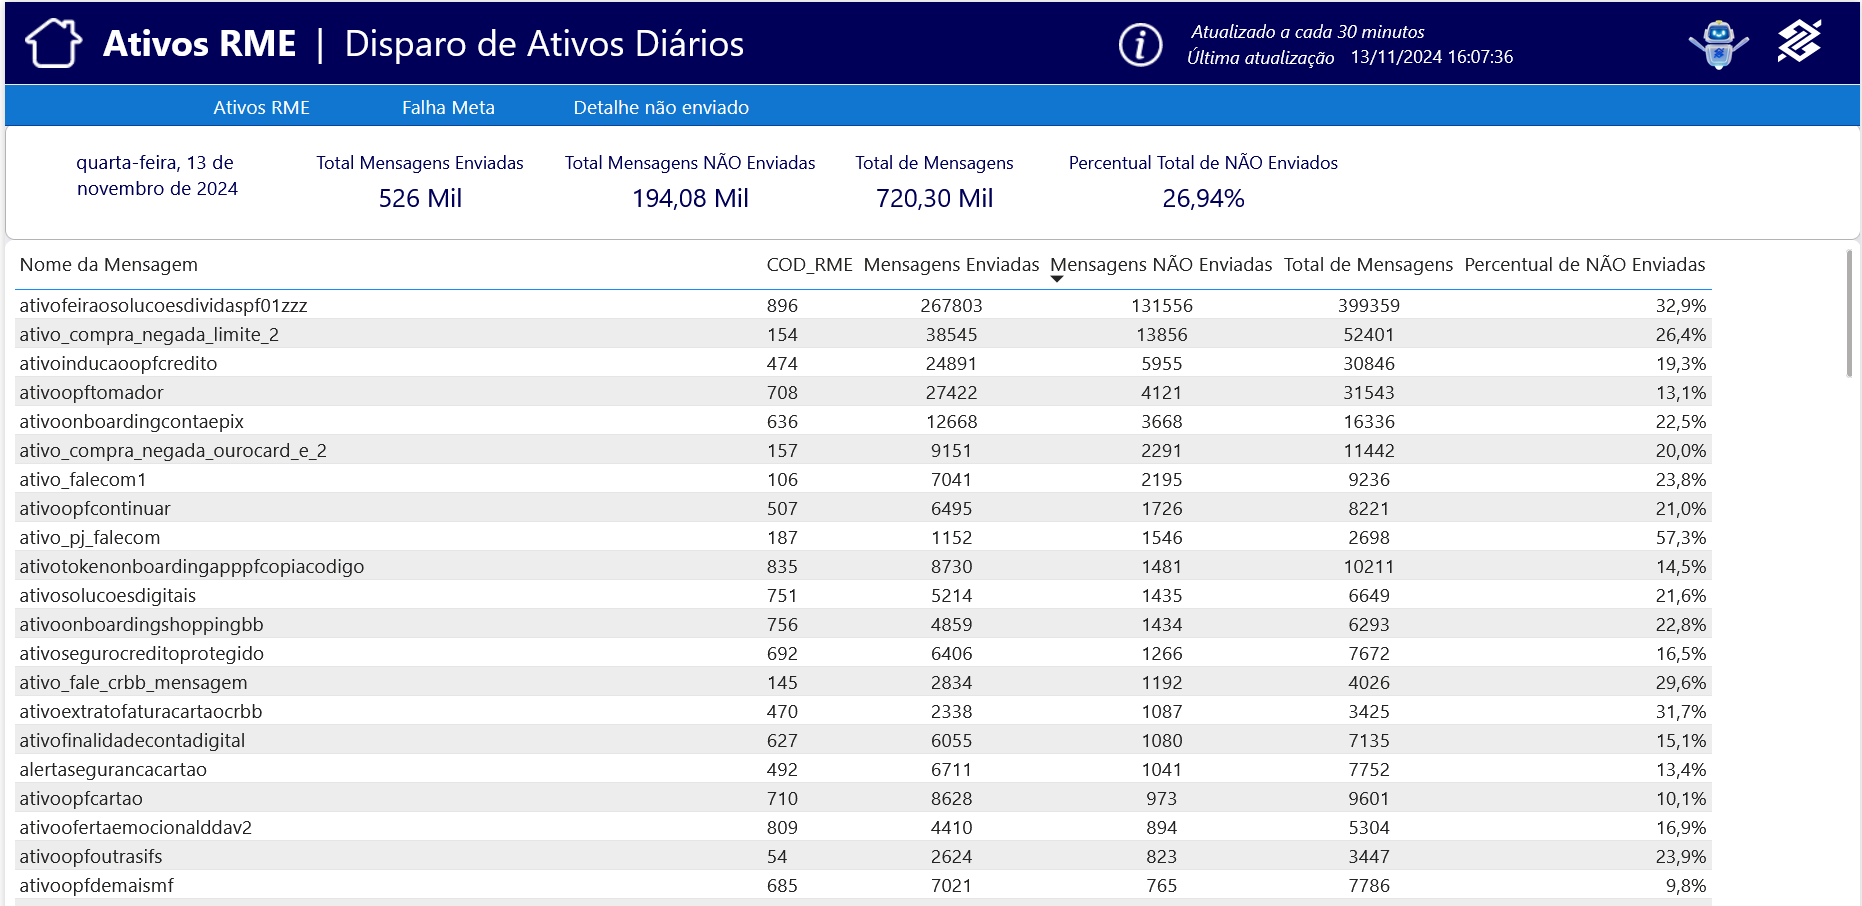 Ativos RME | Disparo de Ativos Diários
Atualizado a cada 30 minutos
Última atualização 13/11/2024 16:07:36
Ativos RME Falha Meta Detalhe não enviado
quarta-feira, 13 de
novembro de 2024
Total Mensagens Enviadas
526 Mil
Total Mensagens NÃO Enviadas
194,08 Mil
Total de Mensagens
720,30 Mil
Percentual Total de NÃO Enviados
26,94%
Nome da Mensagem COD_RME Mensagens Enviadas Mensagens NÃO Enviadas Total de Mensagens Percentual de NÃO Enviadas
ativofeiraosolucoesdividaspf01zzz 896 267803 131556 399359 32,9%
ativo_compra_negada_limite_2 154 38545 13856 52401 26,4%
ativoinducaoopfcredito 474 24891 5955 30846 19,3%
ativoopftomador 708 27422 4121 31543 13,1%
ativoonboardingcontaepix 636 12668 3668 16336 22,5%
ativo_compra_negada_ourocard_e_2 157 9151 2291 11442 20,0%
ativo_falecom1 106 7041 2195 9236 23,8%
ativoopfcontinuar 507 6495 1726 8221 21,0%
ativo_pj_falecom 187 1152 1546 2698 57,3%
ativotokenonboardingapppfcopiacodigo 835 8730 1481 10211 14,5%
ativosolucoesdigitais 751 5214 1435 6649 21,6%
ativoonboardingshoppingbb 756 4859 1434 6293 22,8%
ativosegurocreditoprotegido 692 6406 1266 7672 16,5%
ativo_fale_crbb_mensagem 145 2834 1192 4026 29,6%
ativoextratofaturacartaocrbb 470 2338 1087 3425 31,7%
ativofinalidadecontadigital 627 6055 1080 7135 15,1%
alertasegurancacartao 492 6711 1041 7752 13,4%
ativoopfcartao 710 8628 973 9601 10,1%
ativoofertaemocionalddav2 809 4410 894 5304 16,9%
ativoopfoutrasifs 54 2624 823 3447 23,9%
ativoopfdemaismf 685 7021 765 7786 9,8%